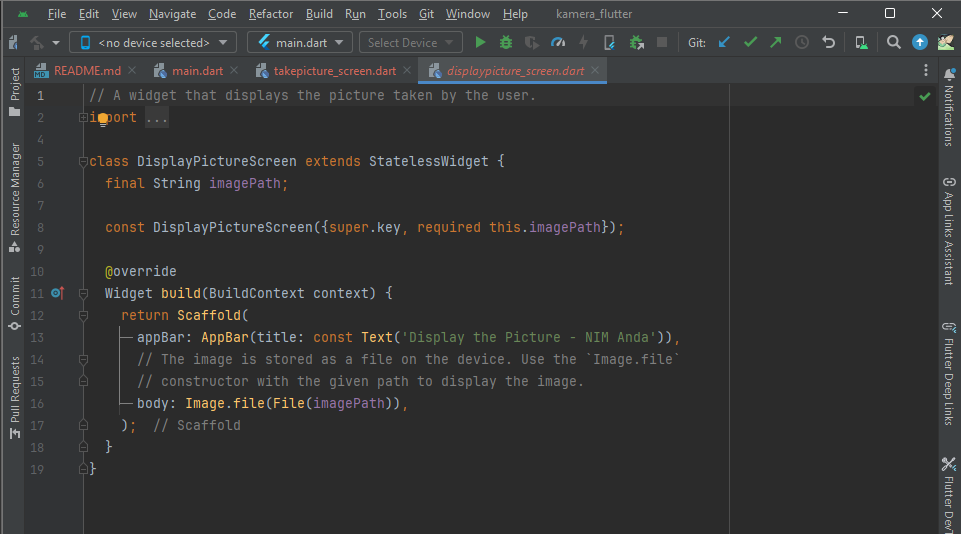 File Edit View Navigate Code Refactor Build Run Tools Git Window Help kamera_flutter
<no device selected> main.dart Select Device Git:
README.md main.dart takepicture_screen.dart displaypicture_screen.dart
Project
Resource Manager
Commit
Pull Requests
1 // A widget that displays the picture taken by the user.
2 import ...
4
5 class DisplayPictureScreen extends StatelessWidget {
6 final String imagePath;
7
8 const DisplayPictureScreen({super.key, required this.imagePath});
9
10 @override
11 Widget build(BuildContext context) {
12 return Scaffold(
13 appBar: AppBar(title: const Text('Display the Picture - NIM Anda')),
14 // The image is stored as a file on the device. Use the `Image.file`
15 // constructor with the given path to display the image.
16 body: Image.file(File(imagePath)),
17 ); // Scaffold
18 }
19 }
Notifications
App Links Assistant
Flutter Deep Links